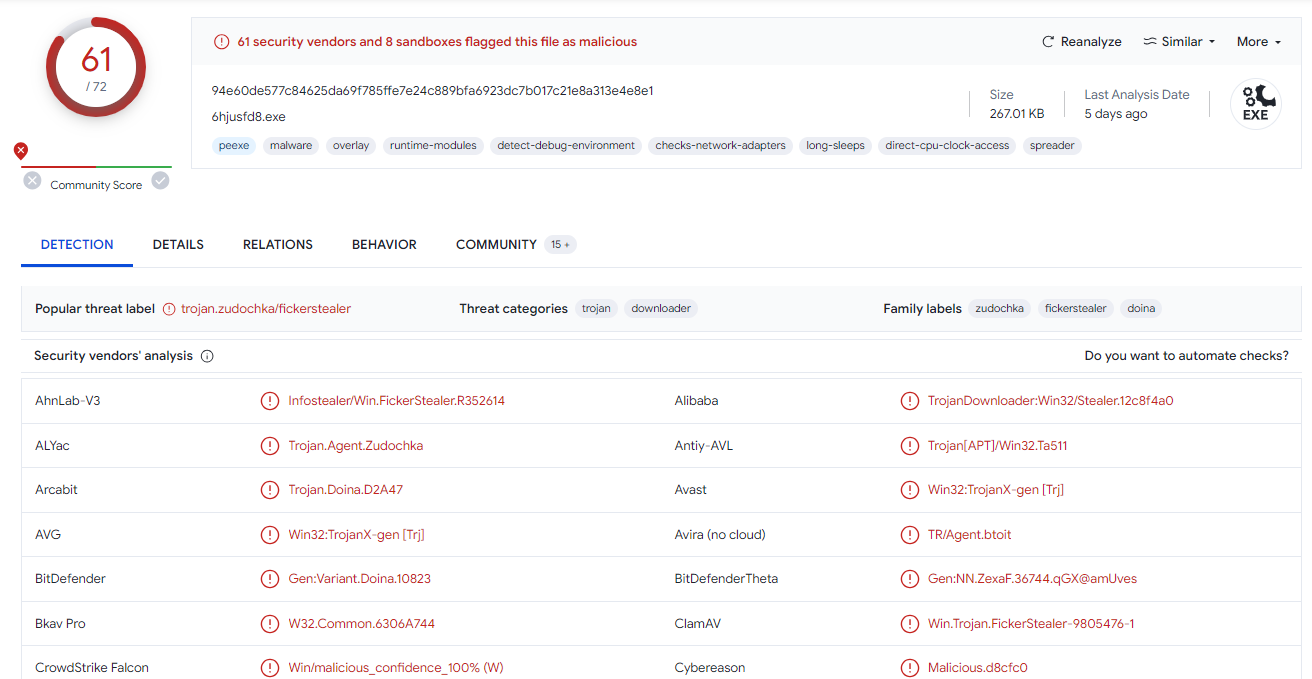 61
/ 72
Community Score
61 security vendors and 8 sandboxes flagged this file as malicious
Reanalyze Similar More
94e60de577c84625da69f785ffe7e24c889bfa6923dc7b017c21e8a313e4e8e1
6hjusfd8.exe
Size
267.01 KB
Last Analysis Date
5 days ago
EXE
peexe malware overlay runtime-modules detect-debug-environment checks-network-adapters long-sleeps direct-cpu-clock-access spreader
DETECTION DETAILS RELATIONS BEHAVIOR COMMUNITY 15 +
Popular threat label trojan.zudochka/fickerstealer Threat categories trojan downloader Family labels zudochka fickerstealer doina
Security vendors' analysis Do you want to automate checks?
AhnLab-V3 Infostealer/Win.FickerStealer.R352614 Alibaba TrojanDownloader:Win32/Stealer.12c8f4a0
ALYac Trojan.Agent.Zudochka Antiy-AVL Trojan[APT]/Win32.Ta511
Arcabit Trojan.Doina.D2A47 Avast Win32:TrojanX-gen [Trj]
AVG Win32:TrojanX-gen [Trj] Avira (no cloud) TR/Agent.btoit
BitDefender Gen:Variant.Doina.10823 BitDefenderTheta Gen:NN.ZexaF.36744.qGX@amUves
Bkav Pro W32.Common.6306A744 ClamAV Win.Trojan.FickerStealer-9805476-1
CrowdStrike Falcon Win/malicious_confidence_100% (W) Cybereason Malicious.d8cfc0